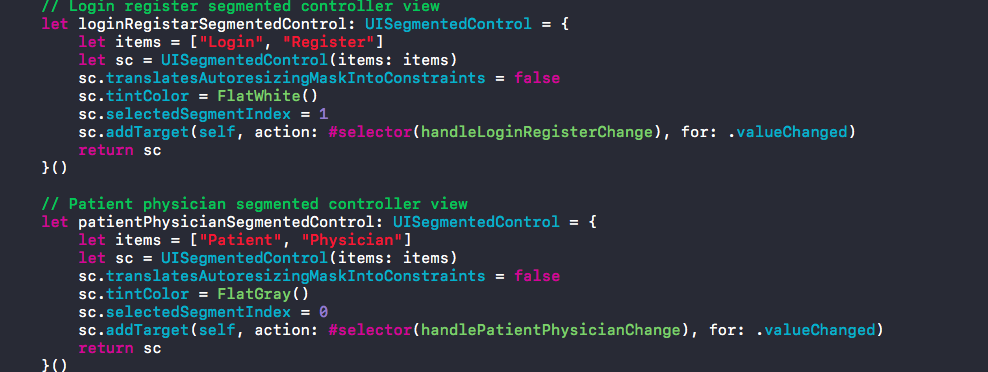 // Login register segmented controller view
let loginRegistarSegmentedControl: UISegmentedControl = {
    let items = ["Login", "Register"]
    let sc = UISegmentedControl(items: items)
    sc.translatesAutoresizingMaskIntoConstraints = false
    sc.tintColor = FlatWhite()
    sc.selectedSegmentIndex = 1
    sc.addTarget(self, action: #selector(handleLoginRegisterChange), for: .valueChanged)
    return sc
}()

// Patient physician segmented controller view
let patientPhysicianSegmentedControl: UISegmentedControl = {
    let items = ["Patient", "Physician"]
    let sc = UISegmentedControl(items: items)
    sc.translatesAutoresizingMaskIntoConstraints = false
    sc.tintColor = FlatGray()
    sc.selectedSegmentIndex = 0
    sc.addTarget(self, action: #selector(handlePatientPhysicianChange), for: .valueChanged)
    return sc
}()